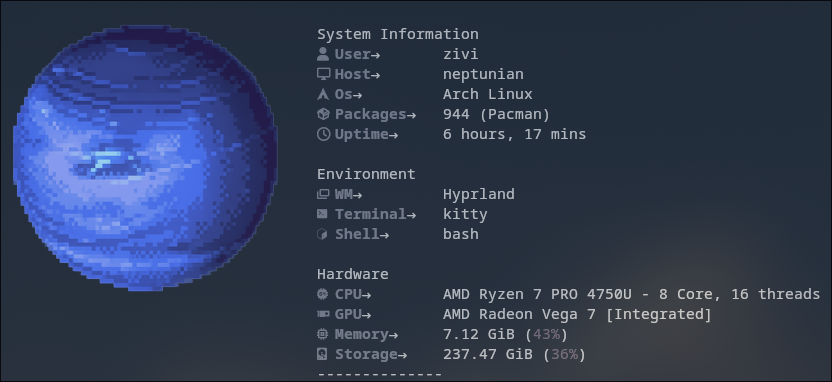 System Information
User→ zivi
Host→ neptunian
Os→ Arch Linux
Packages→ 944 (Pacman)
Uptime→ 6 hours, 17 mins
Environment
WM→ Hyprland
Terminal→ kitty
Shell→ bash
Hardware
CPU→ AMD Ryzen 7 PRO 4750U - 8 Core, 16 threads
GPU→ AMD Radeon Vega 7 [Integrated]
Memory→ 7.12 GiB (43%)
Storage→ 237.47 GiB (36%)
--------------